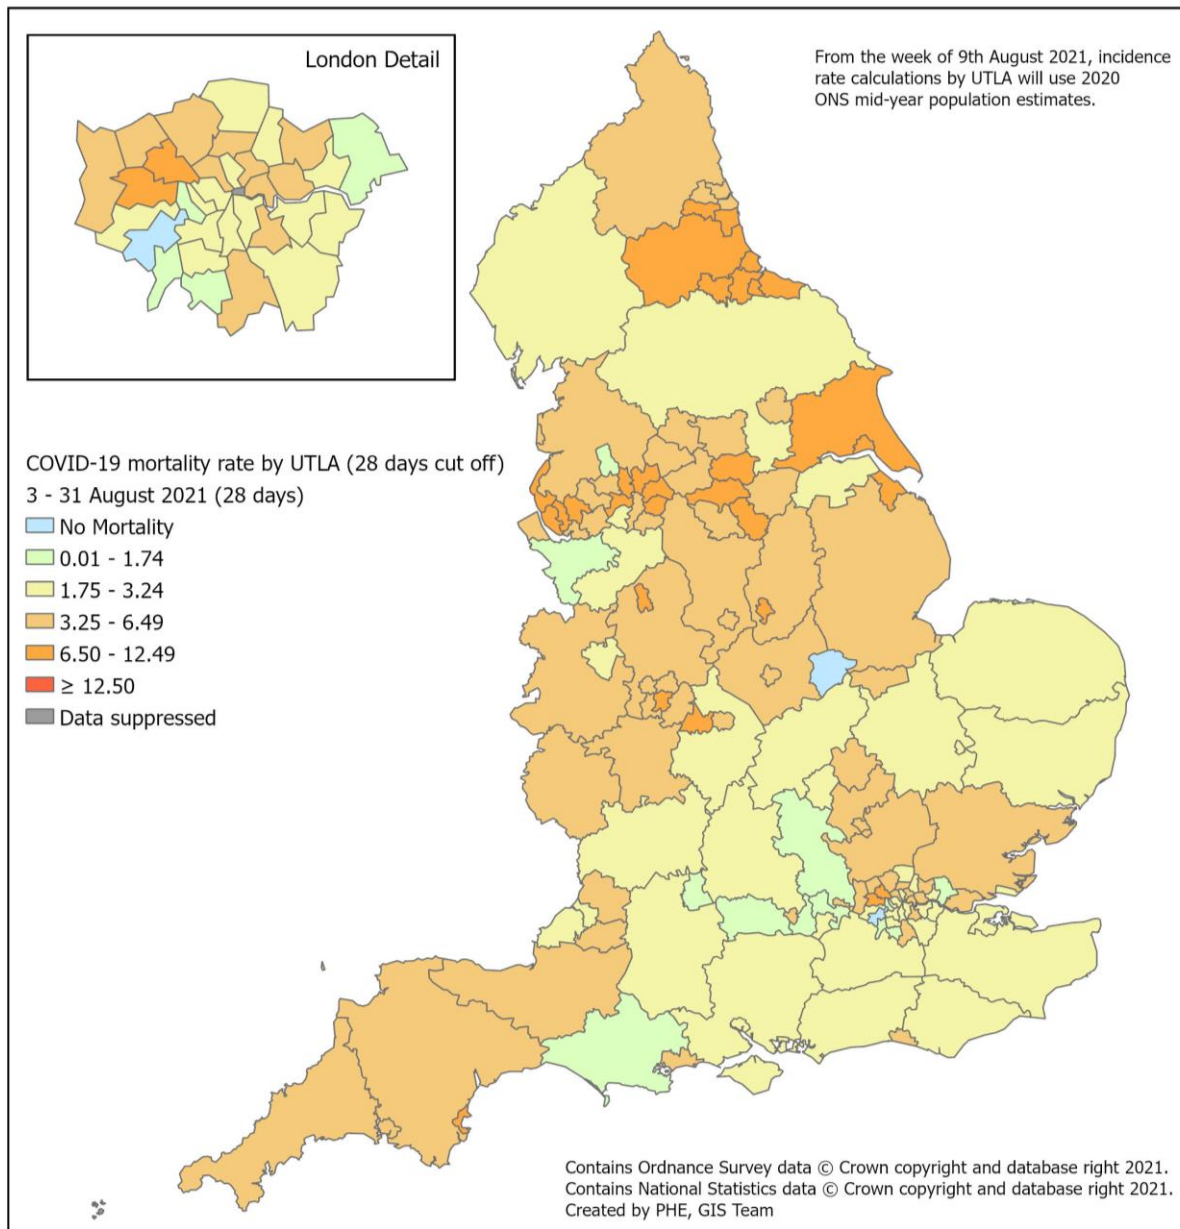 London Detail
From the week of 9th August 2021, incidence
rate calculations by UTLA will use 2020
ONS mid-year population estimates.
COVID-19 mortality rate by UTLA (28 days cut off)
3 - 31 August 2021 (28 days)
No Mortality
0.01 - 1.74
1.75 - 3.24
3.25 - 6.49
6.50 - 12.49
≥ 12.50
Data suppressed
Contains Ordnance Survey data © Crown copyright and database right 2021.
Contains National Statistics data © Crown copyright and database right 2021.
Created by PHE, GIS Team